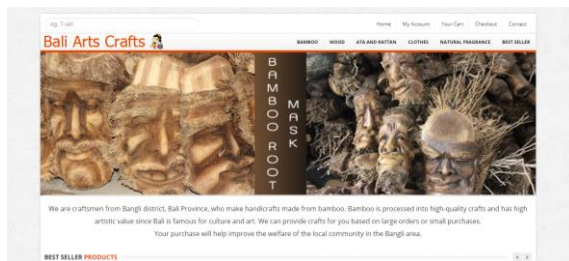 eg. T-set
Home My Account Your Cart Checkout Contact
Bali Arts Crafts
BAMBOO WOOD ATA AND RATTAN CLOTHES NATURAL FRAGRANCE BEST SELLER
BAMBOO ROOT
MASK
We are craftsmen from Bangli district, Bali Province, who make handicrafts made from bamboo. Bamboo is processed into high-quality crafts and has high
artistic value since Bali is famous for culture and art. We can provide crafts for you based on large orders or small purchases.
Your purchase will help improve the welfare of the local community in the Bangli area.
BEST SELLER PRODUCTS